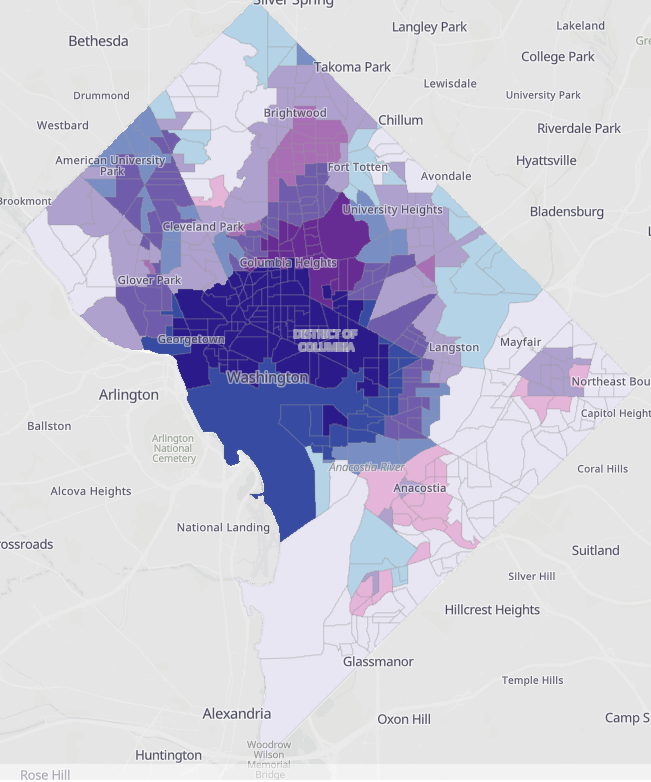 Silver Spring
Langley Park
Lakeland
Bethesda
College Park
Takoma Park
Lewisdale
University Park
Drummond
Brightwood
Chillum
Westbard
Riverdale Park
American University
Park
Fort Totten
Hyattsville
Avondale
Brookmont
University Heights
Bladensburg
Cleveland Park
Columbia Heights
Glover Park
DISTRICT OF
COLUMBIA
Georgetown
Langston
Mayfair
Washington
Northeast Bou
Arlington
Capitol Height
Ballston
Arlington
National
Cemetery
Anacostia River
Coral Hills
Alcova Heights
Anacostia
National Landing
rossroads
Suitland
Silver Hill
Hillcrest Heights
Glassmanor
Temple Hills
Alexandria
Oxon Hill
Camp S
Huntington
Woodrow
Wilson
Memorial
Bridge
Rose Hill